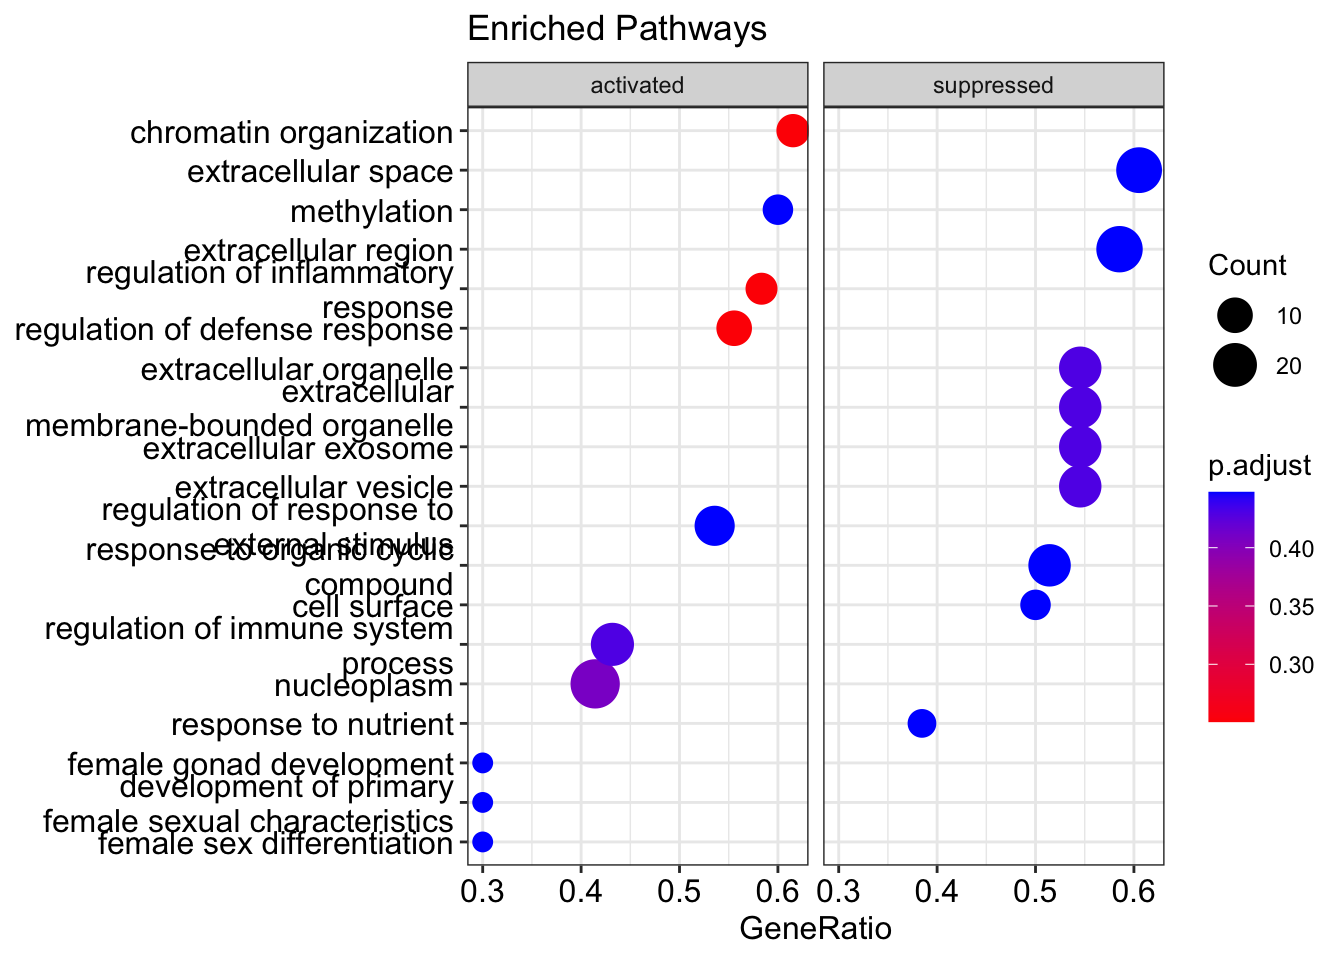 Enriched Pathways
activated
suppressed
chromatin organization
extracellular space
methylation
extracellular region
regulation of inflammatory
response
regulation of defense response
extracellular organelle
extracellular
membrane-bounded organelle
extracellular exosome
extracellular vesicle
regulation of response to
external stimulus
response to organic cyclic
compound
cell surface
regulation of immune system
process
nucleoplasm
response to nutrient
female gonad development
development of primary
female sexual characteristics
female sex differentiation
0.3 0.4 0.5 0.6
0.3 0.4 0.5 0.6
GeneRatio
Count
10
20
p.adjust
0.40
0.35
0.30